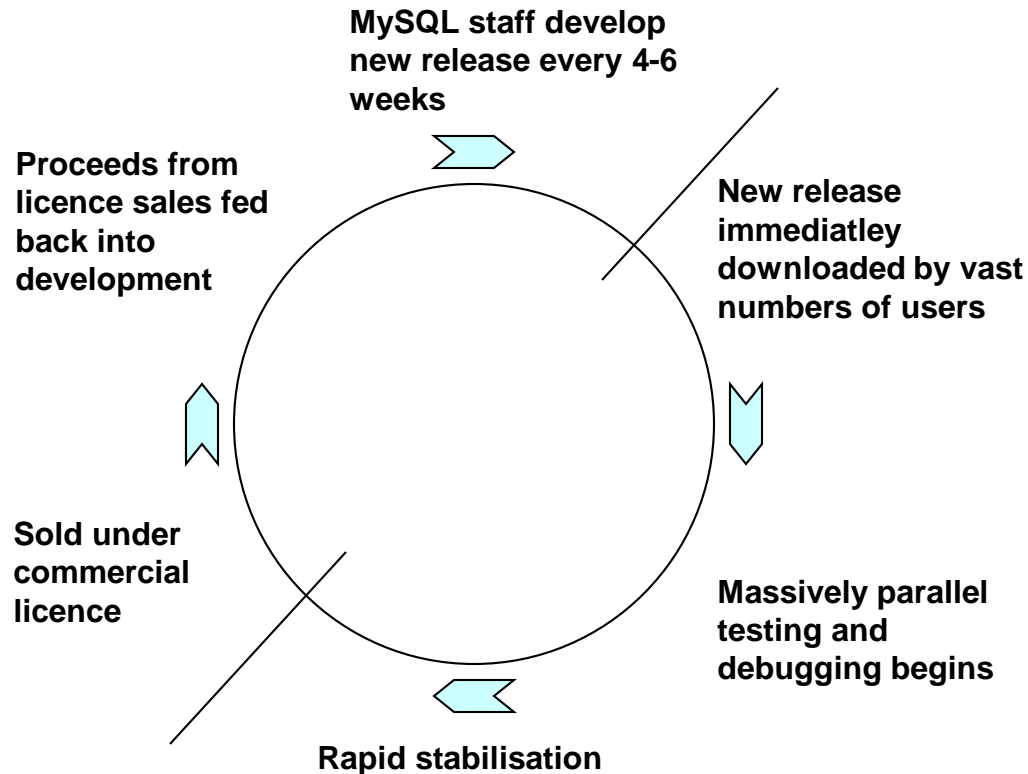 MySQL staff develop
new release every 4-6
weeks
New release
immediatley
downloaded by vast
numbers of users
Massively parallel
testing and
debugging begins
Rapid stabilisation
Sold under
commercial
licence
Proceeds from
licence sales fed
back into
development